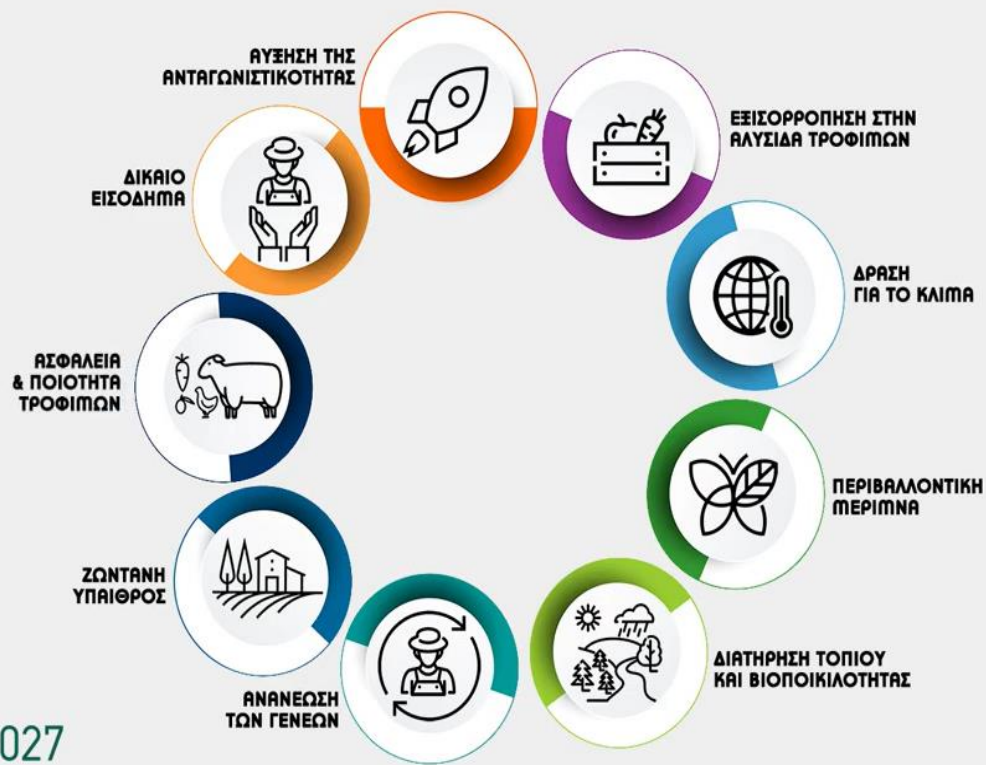 ΑΥΞΗΣΗ ΤΗΣ
ΑΝΤΑΓΩΝΙΣΤΙΚΟΤΗΤΑΣ
ΕΞΙΣΟΡΡΟΠΗΣΗ ΣΤΗΝ
ΑΛΥΣΙΔΑ ΤΡΟΦΙΜΩΝ
ΔΡΑΣΗ
ΓΙΑ ΤΟ ΚΛΙΜΑ
ΠΕΡΙΒΑΛΛΟΝΤΙΚΗ
ΜΕΡΙΜΝΑ
ΔΙΑΤΗΡΗΣΗ ΤΟΠΙΟΥ
ΚΑΙ ΒΙΟΠΟΙΚΙΛΟΤΗΤΑΣ
ΑΝΑΝΕΩΣΗ
ΤΩΝ ΓΕΝΕΩΝ
ΖΩΝΤΑΝΗ
ΥΠΑΙΘΡΟΣ
ΑΣΦΑΛΕΙΑ
& ΠΟΙΟΤΗΤΑ
ΤΡΟΦΙΜΩΝ
ΔΙΚΑΙΟ
ΕΙΣΟΔΗΜΑ
027